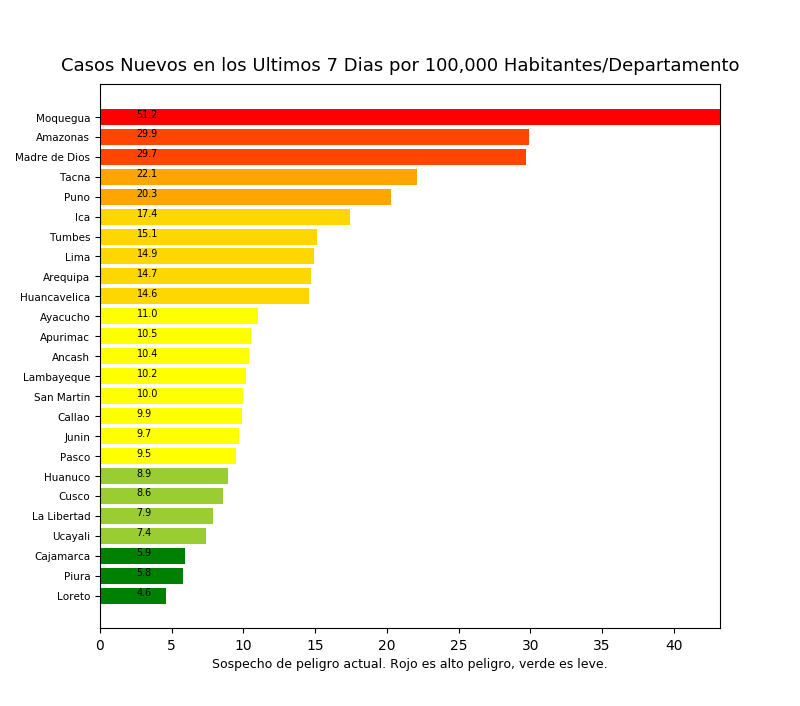 Casos Nuevos en los Ultimos 7 Dias por 100,000 Habitantes/Departamento
Moquegua 51.2
Amazonas 29.9
Madre de Dios 29.7
Tacna 22.1
Puno 20.3
Ica 17.4
Tumbes 15.1
Lima 14.9
Arequipa 14.7
Huancavelica 14.6
Ayacucho 11.0
Apurimac 10.5
Ancash 10.4
Lambayeque 10.2
San Martin 10.0
Callao 9.9
Junin 9.7
Pasco 9.5
Huanuco 8.9
Cusco 8.6
La Libertad 7.9
Ucayali 7.4
Cajamarca 5.9
Piura 5.8
Loreto 4.6
0 5 10 15 20 25 30 35 40
Sospecho de peligro actual. Rojo es alto peligro, verde es leve.